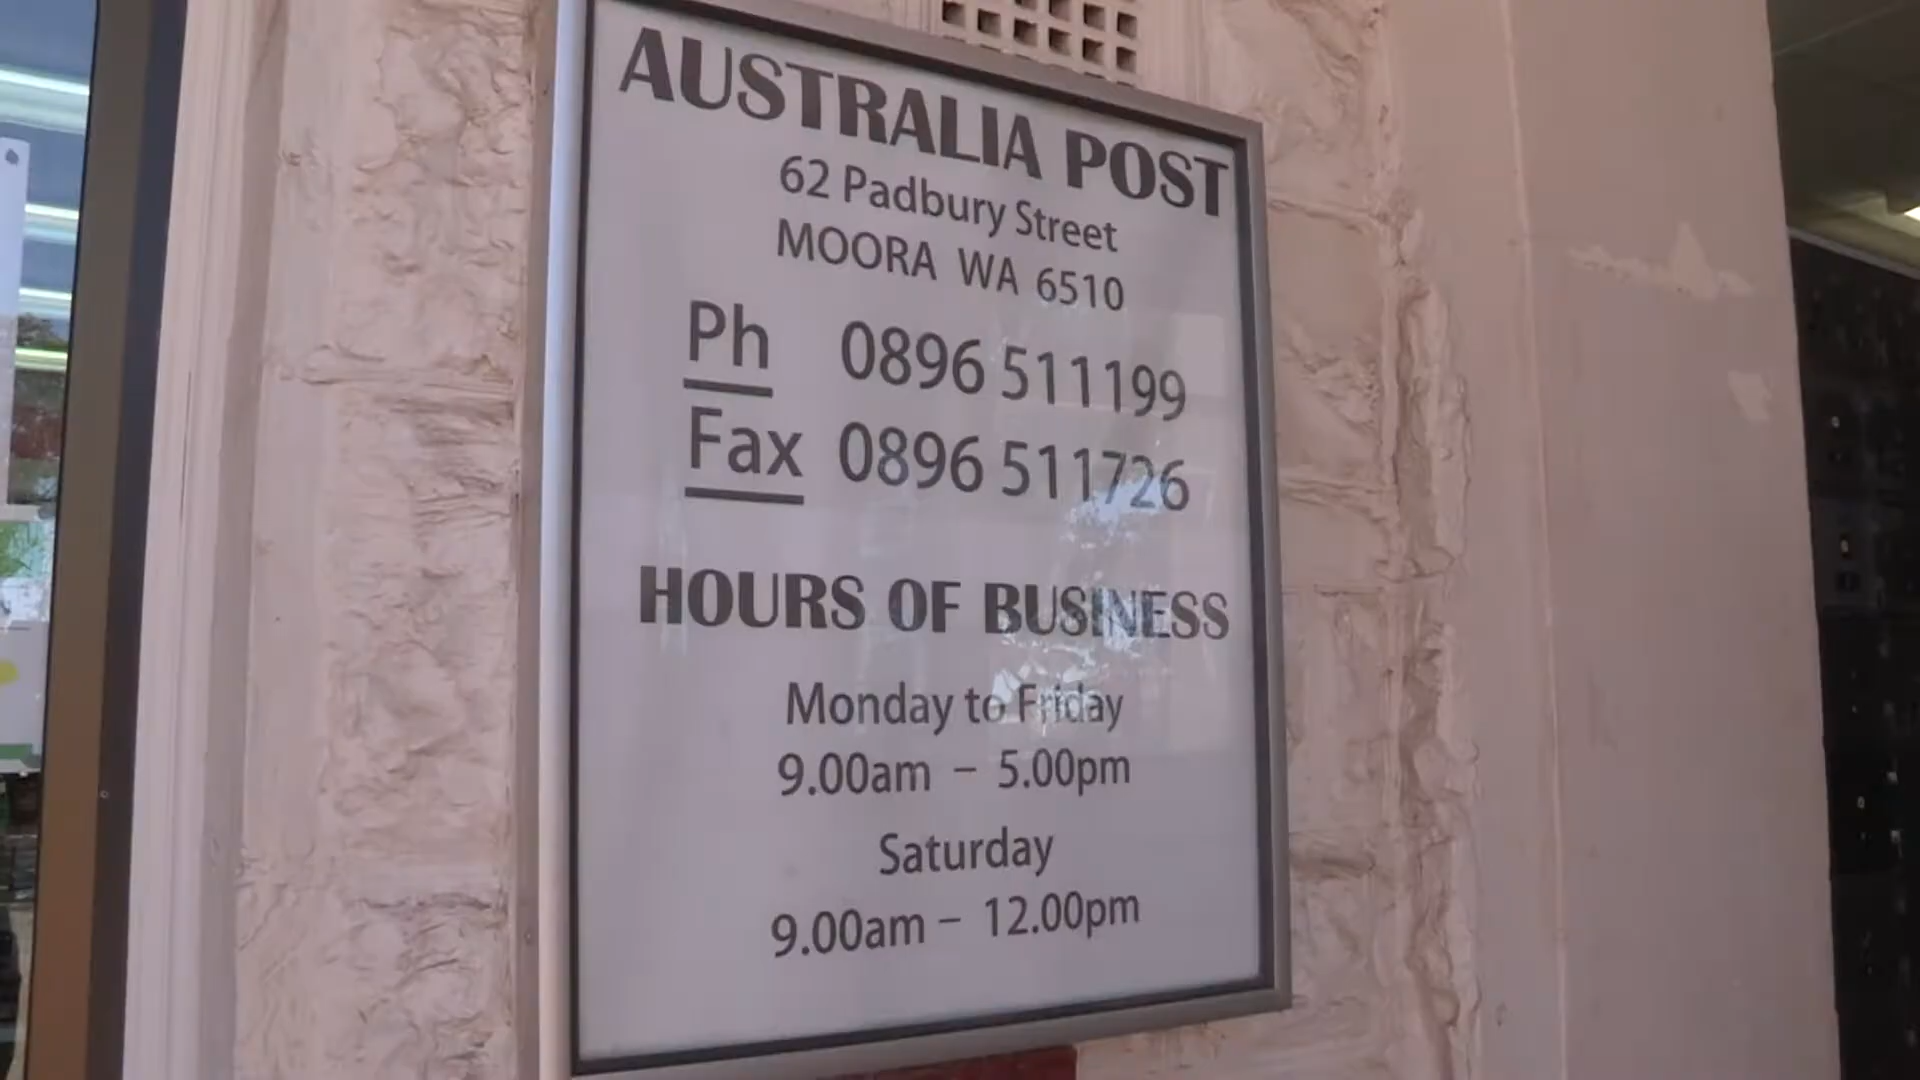 AUSTRALIA POST
62 Padbury Street
MOORA WA 6510
Ph 0896 511199
Fax 0896 511726
HOURS OF BUSINESS
Monday to Friday
9.00am – 5.00pm
Saturday
9.00am – 12.00pm